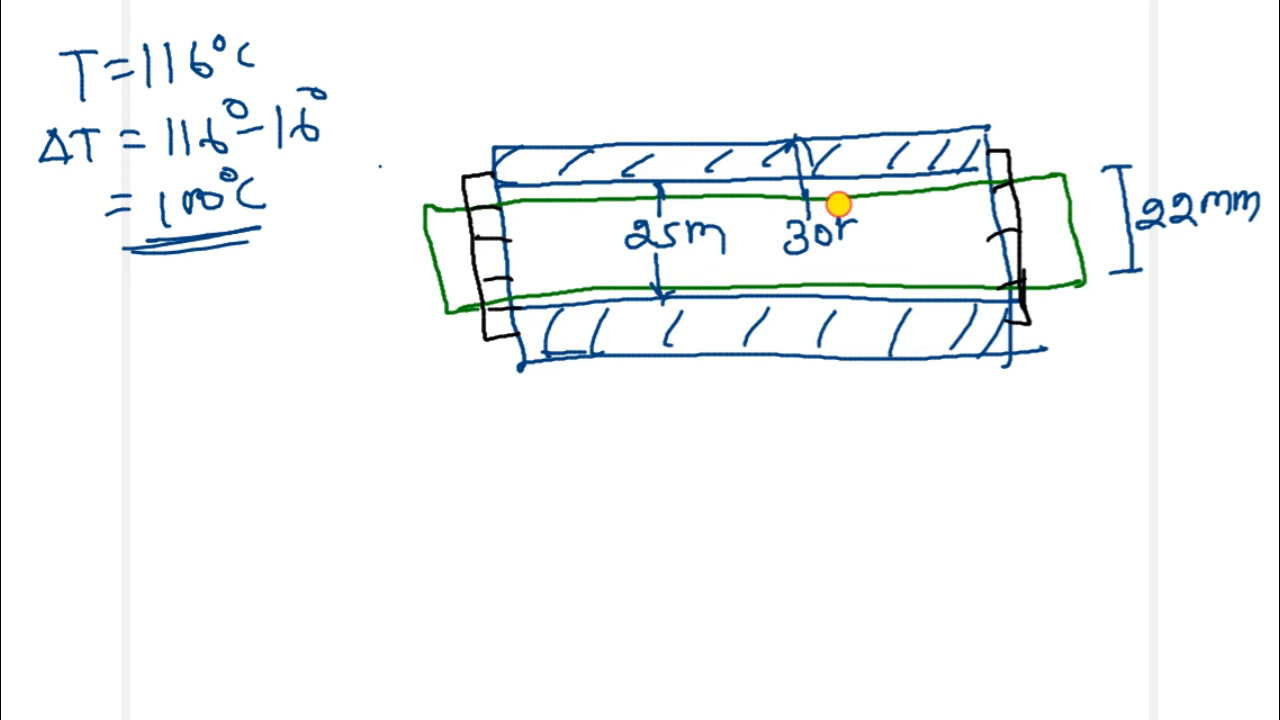 T=116°C
ΔT = 116°-16°
= 100°C
25m
30r
22mm